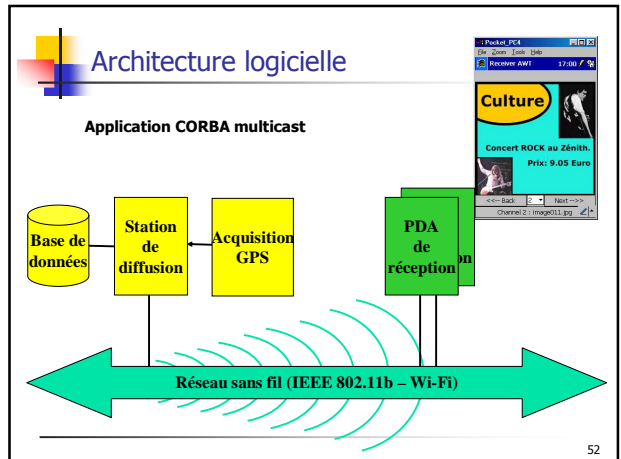 Architecture logicielle
Pocket_PC4
File Zoom Tools Help
Receiver AWT 17:00
Culture
Concert ROCK au Zénith.
Prix: 9.05 Euro
<<-- Back 2 Next -->>
Channel 2 : image011.jpg
Application CORBA multicast
Base de
données
Station
de
diffusion
Acquisition
GPS
PDA
de
réception
on
Réseau sans fil (IEEE 802.11b – Wi-Fi)
52